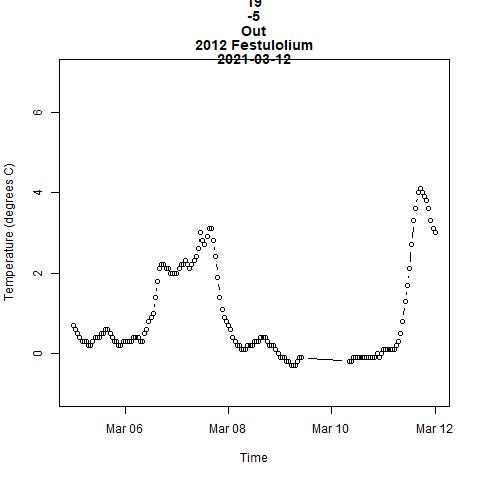 19
-5
Out
2012 Festulolium
2021-03-12
Temperature (degrees C)
6
4
2
0
Mar 06 Mar 08 Mar 10 Mar 12
Time